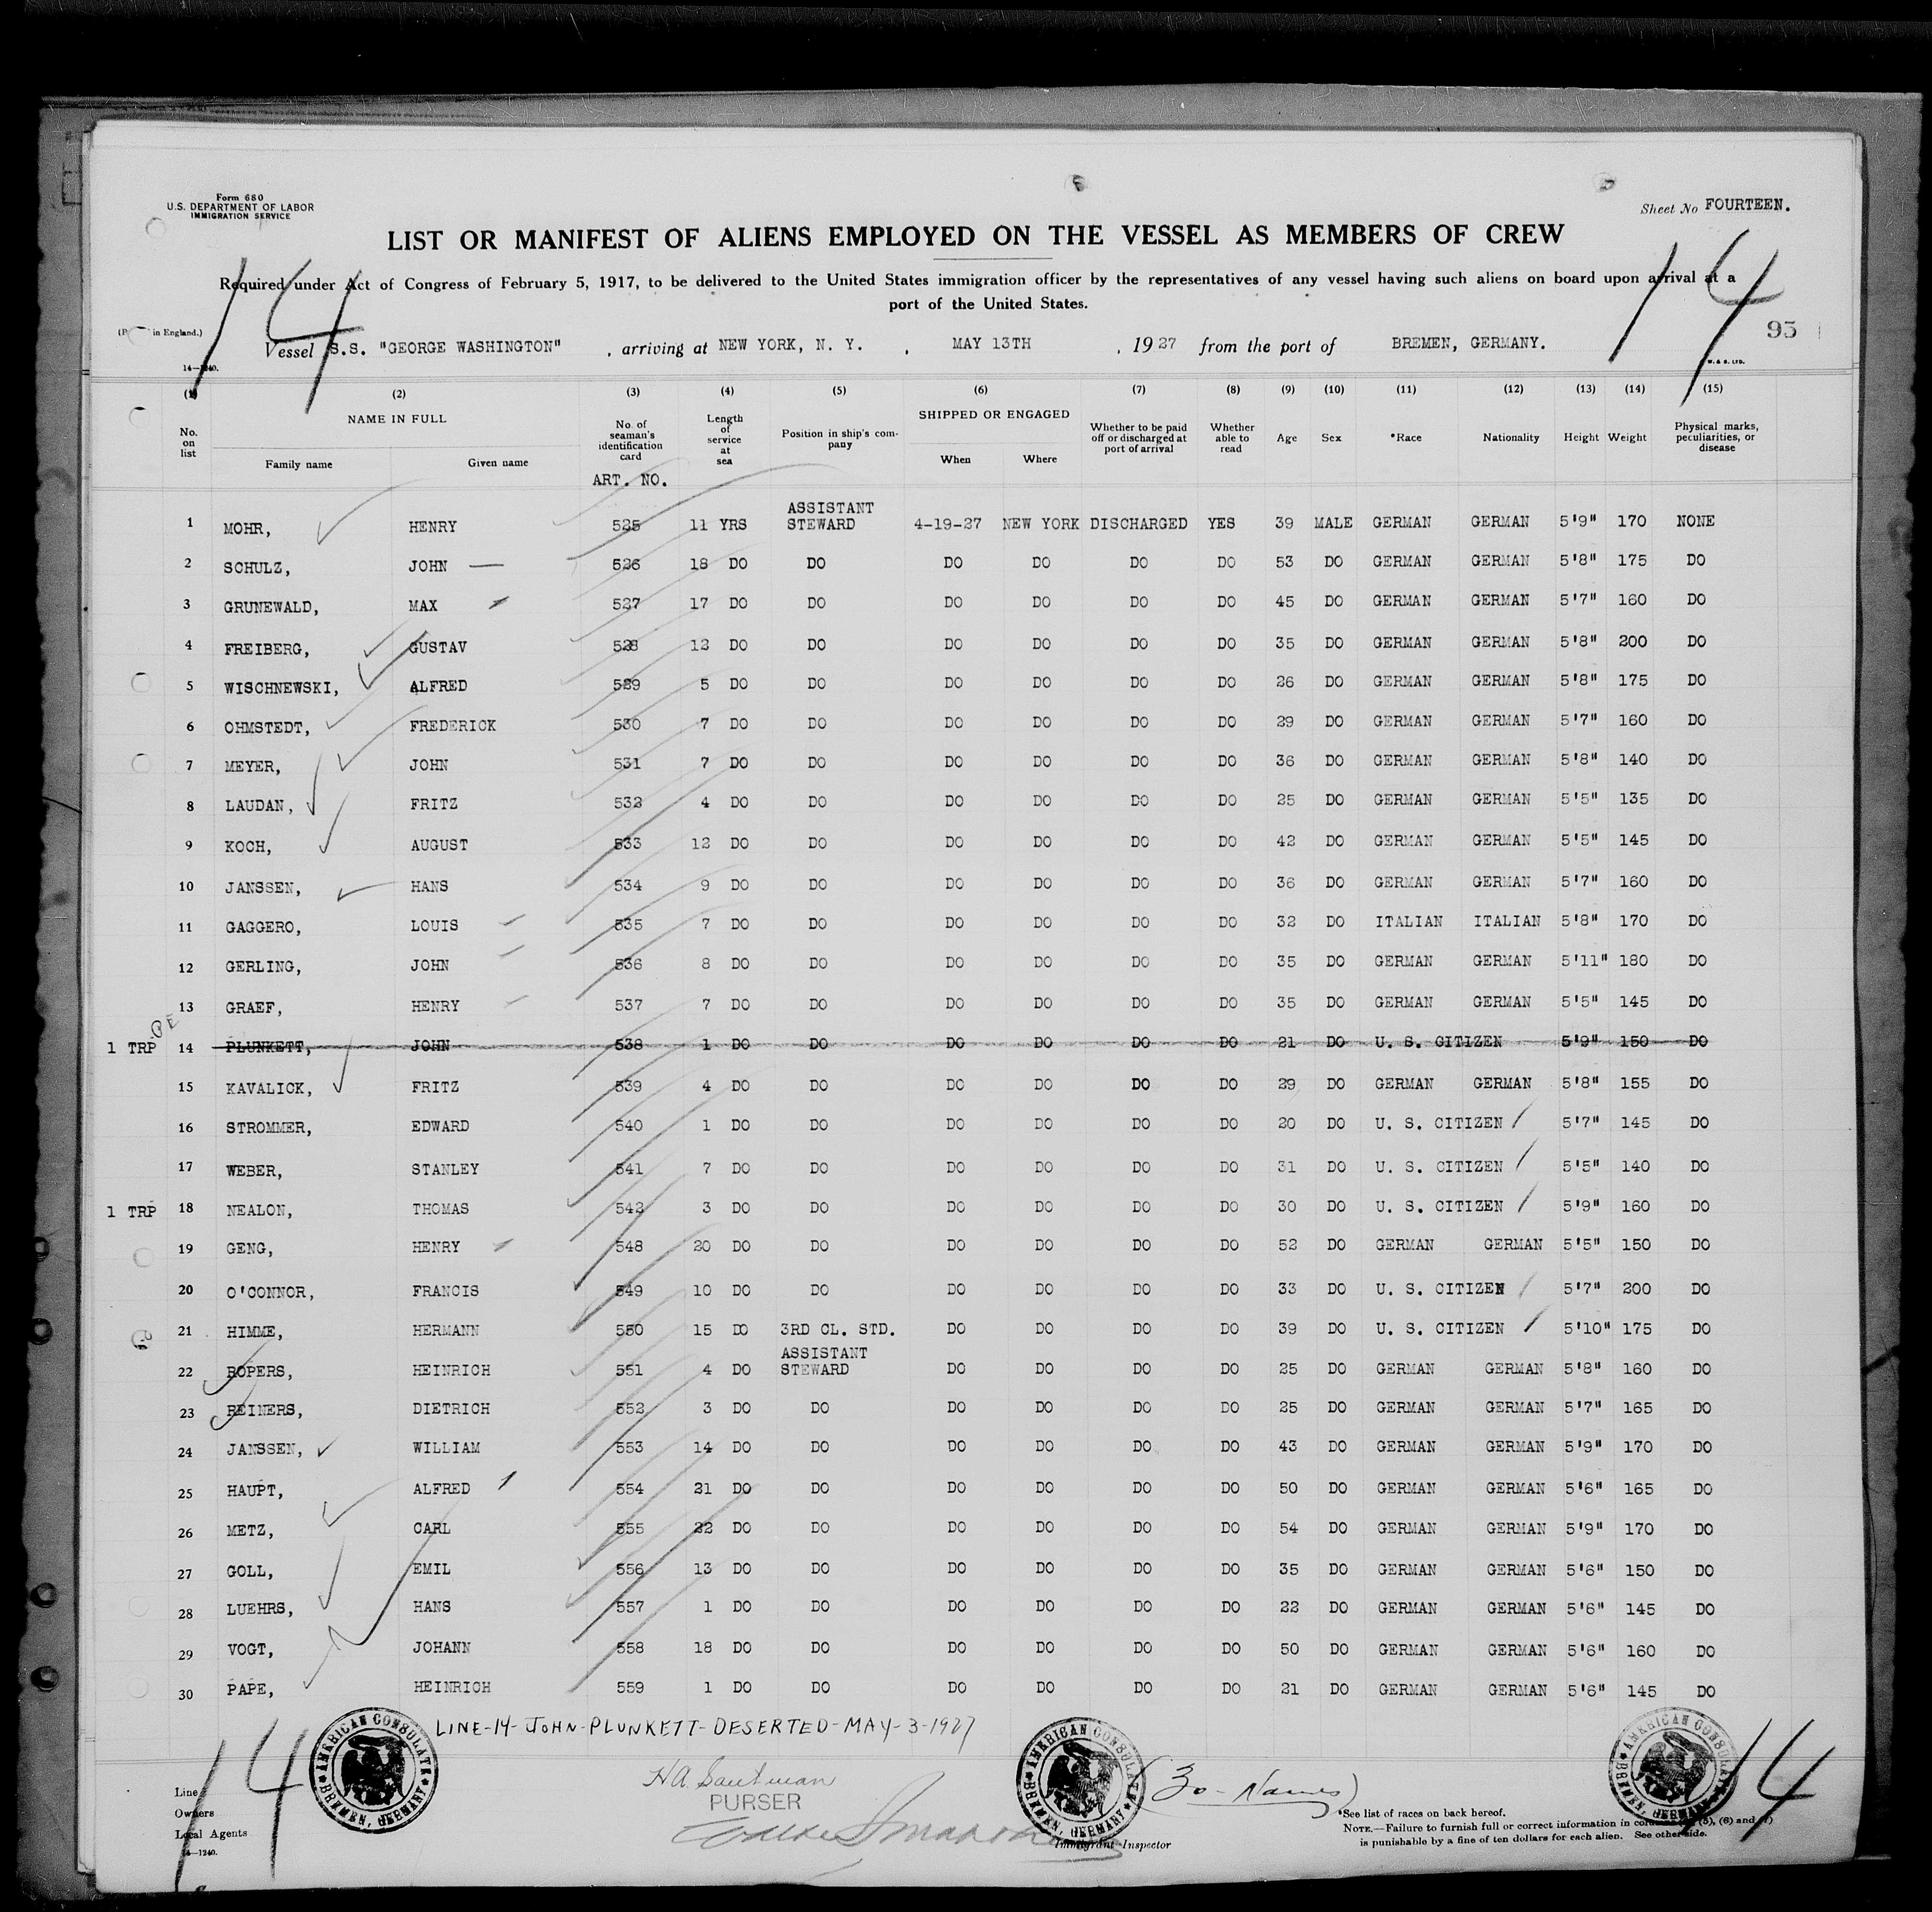 Form 680
U.S. DEPARTMENT OF LABOR
IMMIGRATION SERVICE
Sheet No FOURTEEN.
LIST OR MANIFEST OF ALIENS EMPLOYED ON THE VESSEL AS MEMBERS OF CREW
14 14
Required under Act of Congress of February 5, 1917, to be delivered to the United States immigration officer by the representatives of any vessel having such aliens on board upon arrival at a
port of the United States.
in England.) 95
Vessel S.S. "GEORGE WASHINGTON" , arriving at NEW YORK, N. Y. , MAY 13TH , 1927 from the port of BREMEN, GERMANY.
14—1240.
(1) (2) (3) (4) (5) (6) (7) (8) (9) (10) (11) (12) (13) (14) (15)
No. on list NAME IN FULL Family name Given name No. of seaman's identification card Length of service at sea Position in ship's company SHIPPED OR ENGAGED When Where Whether to be paid off or discharged at port of arrival Whether able to read Age Sex *Race Nationality Height Weight Physical marks, peculiarities, or disease
ART. NO.
1 MOHR, HENRY 525 11 YRS ASSISTANT STEWARD 4-19-27 NEW YORK DISCHARGED YES 39 MALE GERMAN GERMAN 5'9" 170 NONE
2 SCHULZ, JOHN — 526 18 DO DO DO DO DO DO 53 DO GERMAN GERMAN 5'8" 175 DO
3 GRUNEWALD, MAX 527 17 DO DO DO DO DO DO 45 DO GERMAN GERMAN 5'7" 160 DO
4 FREIBERG, GUSTAV 528 12 DO DO DO DO DO DO 35 DO GERMAN GERMAN 5'8" 200 DO
5 WISCHNEWSKI, ALFRED 529 5 DO DO DO DO DO DO 26 DO GERMAN GERMAN 5'8" 175 DO
6 OHMSTEDT, FREDERICK 530 7 DO DO DO DO DO DO 29 DO GERMAN GERMAN 5'7" 160 DO
7 MEYER, JOHN 531 7 DO DO DO DO DO DO 36 DO GERMAN GERMAN 5'8" 140 DO
8 LAUDAN, FRITZ 532 4 DO DO DO DO DO DO 25 DO GERMAN GERMAN 5'5" 135 DO
9 KOCH, AUGUST 533 12 DO DO DO DO DO DO 42 DO GERMAN GERMAN 5'5" 145 DO
10 JANSSEN, HANS 534 9 DO DO DO DO DO DO 36 DO GERMAN GERMAN 5'7" 160 DO
11 GAGGERO, LOUIS 535 7 DO DO DO DO DO DO 32 DO ITALIAN ITALIAN 5'8" 170 DO
12 GERLING, JOHN 536 8 DO DO DO DO DO DO 35 DO GERMAN GERMAN 5'11" 180 DO
13 GRAEF, HENRY 537 7 DO DO DO DO DO DO 35 DO GERMAN GERMAN 5'5" 145 DO
1 TRP 14 PLUNKETT, JOHN 538 1 DO DO DO DO DO DO 21 DO U. S. CITIZEN 5'9" 150 DO
15 KAVALICK, FRITZ 539 4 DO DO DO DO DO DO 29 DO GERMAN GERMAN 5'8" 155 DO
16 STROMMER, EDWARD 540 1 DO DO DO DO DO DO 20 DO U. S. CITIZEN 5'7" 145 DO
17 WEBER, STANLEY 541 7 DO DO DO DO DO DO 31 DO U. S. CITIZEN 5'5" 140 DO
1 TRP 18 NEALON, THOMAS 542 3 DO DO DO DO DO DO 30 DO U. S. CITIZEN 5'9" 160 DO
19 GENG, HENRY 548 20 DO DO DO DO DO DO 52 DO GERMAN GERMAN 5'5" 150 DO
20 O'CONNOR, FRANCIS 549 10 DO DO DO DO DO DO 33 DO U. S. CITIZEN 5'7" 200 DO
21 HIMME, HERMANN 550 15 DO 3RD CL. STD. DO DO DO DO 39 DO U. S. CITIZEN 5'10" 175 DO
22 ROPERS, HEINRICH 551 4 DO ASSISTANT STEWARD DO DO DO DO 25 DO GERMAN GERMAN 5'8" 160 DO
23 REINERS, DIETRICH 552 3 DO DO DO DO DO DO 25 DO GERMAN GERMAN 5'7" 165 DO
24 JANSSEN, WILLIAM 553 14 DO DO DO DO DO DO 43 DO GERMAN GERMAN 5'9" 170 DO
25 HAUPT, ALFRED 554 21 DO DO DO DO DO DO 50 DO GERMAN GERMAN 5'6" 165 DO
26 METZ, CARL 555 22 DO DO DO DO DO DO 54 DO GERMAN GERMAN 5'9" 170 DO
27 GOLL, EMIL 556 13 DO DO DO DO DO DO 35 DO GERMAN GERMAN 5'6" 150 DO
28 LUEHRS, HANS 557 1 DO DO DO DO DO DO 22 DO GERMAN GERMAN 5'6" 145 DO
29 VOGT, JOHANN 558 18 DO DO DO DO DO DO 50 DO GERMAN GERMAN 5'6" 160 DO
30 PAPE, HEINRICH 559 1 DO DO DO DO DO DO 21 DO GERMAN GERMAN 5'6" 145 DO
LINE-14-JOHN-PLUNKETT-DESERTED-MAY-3-1927
AMERICAN CONSULATE BREMEN, GERMANY
AMERICAN CONSULATE BREMEN, GERMANY
AMERICAN CONSULATE BREMEN, GERMANY
14 14
H.A. Sautman
PURSER
(30-Names)
Line
Owners
Local Agents
14—1240.
Immigrant Inspector
*See list of races on back hereof.
NOTE.—Failure to furnish full or correct information in columns (5), (6) and (7)
is punishable by a fine of ten dollars for each alien. See other side.